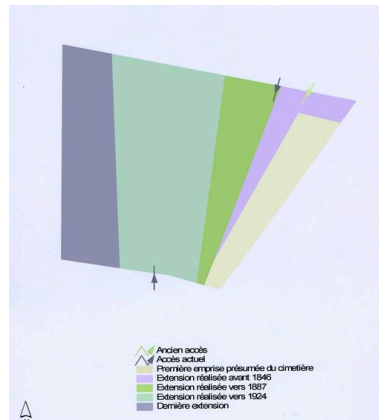 Ancien accès
Accès actuel
Première emprise présumée du cimetière
Extension réalisée avant 1846
Extension réalisée vers 1887
Extension réalisée vers 1924
Dernière extension